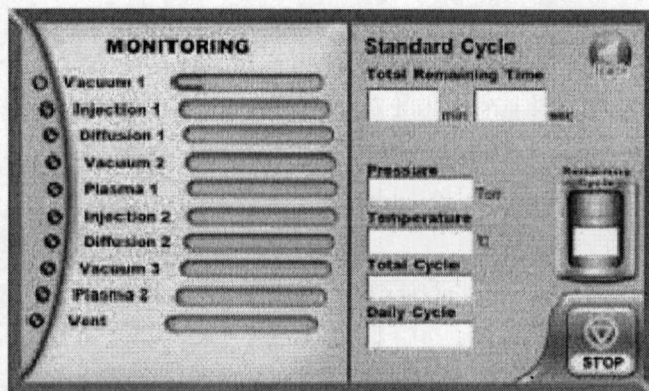 MONITORING
Vacuum 1
Injection 1
Diffusion 1
Vacuum 2
Plasma 1
Injection 2
Diffusion 2
Vacuum 3
Plasma 2
Vent
Standard Cycle
Total Remaining Time
min
sec
Pressure
Torr
Temperature
℃
Total Cycle
Daily Cycle
Remaining
Cycle
STOP